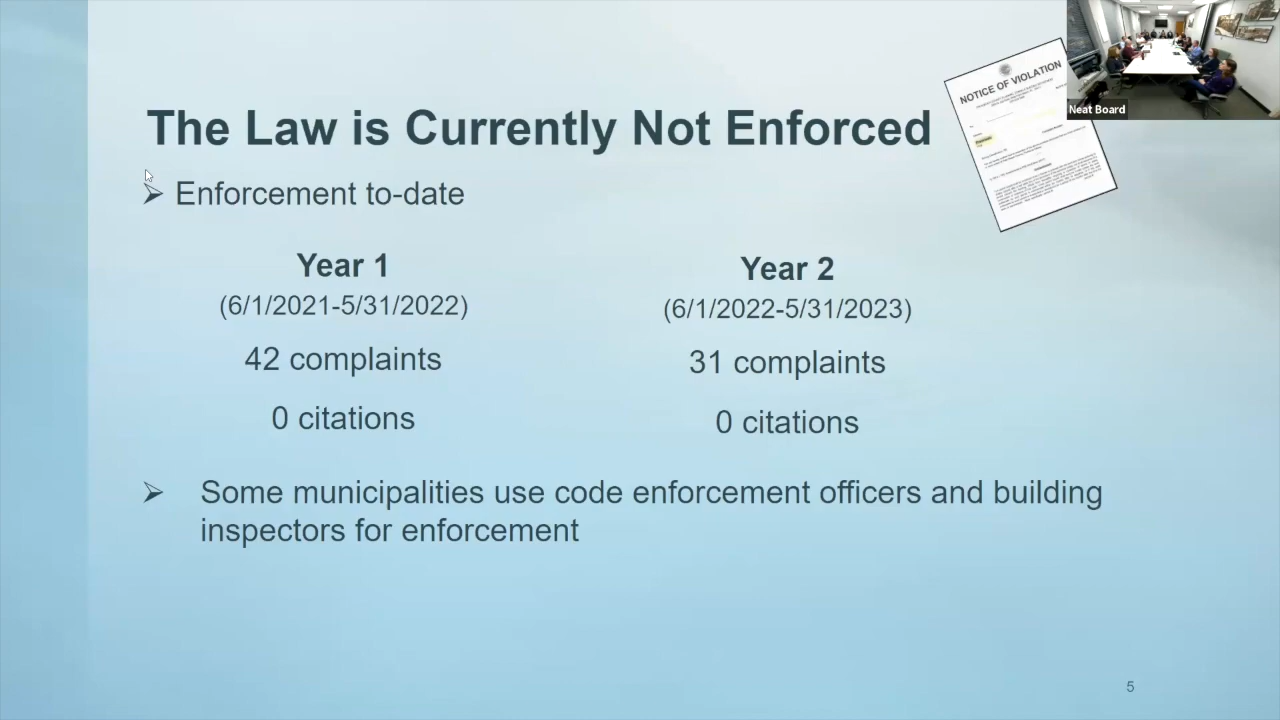 The Law is Currently Not Enforced
NOTICE OF VIOLATION
Neat Board
➢ Enforcement to-date
Year 1
(6/1/2021-5/31/2022)
42 complaints
0 citations
Year 2
(6/1/2022-5/31/2023)
31 complaints
0 citations
➢ Some municipalities use code enforcement officers and building
inspectors for enforcement
5